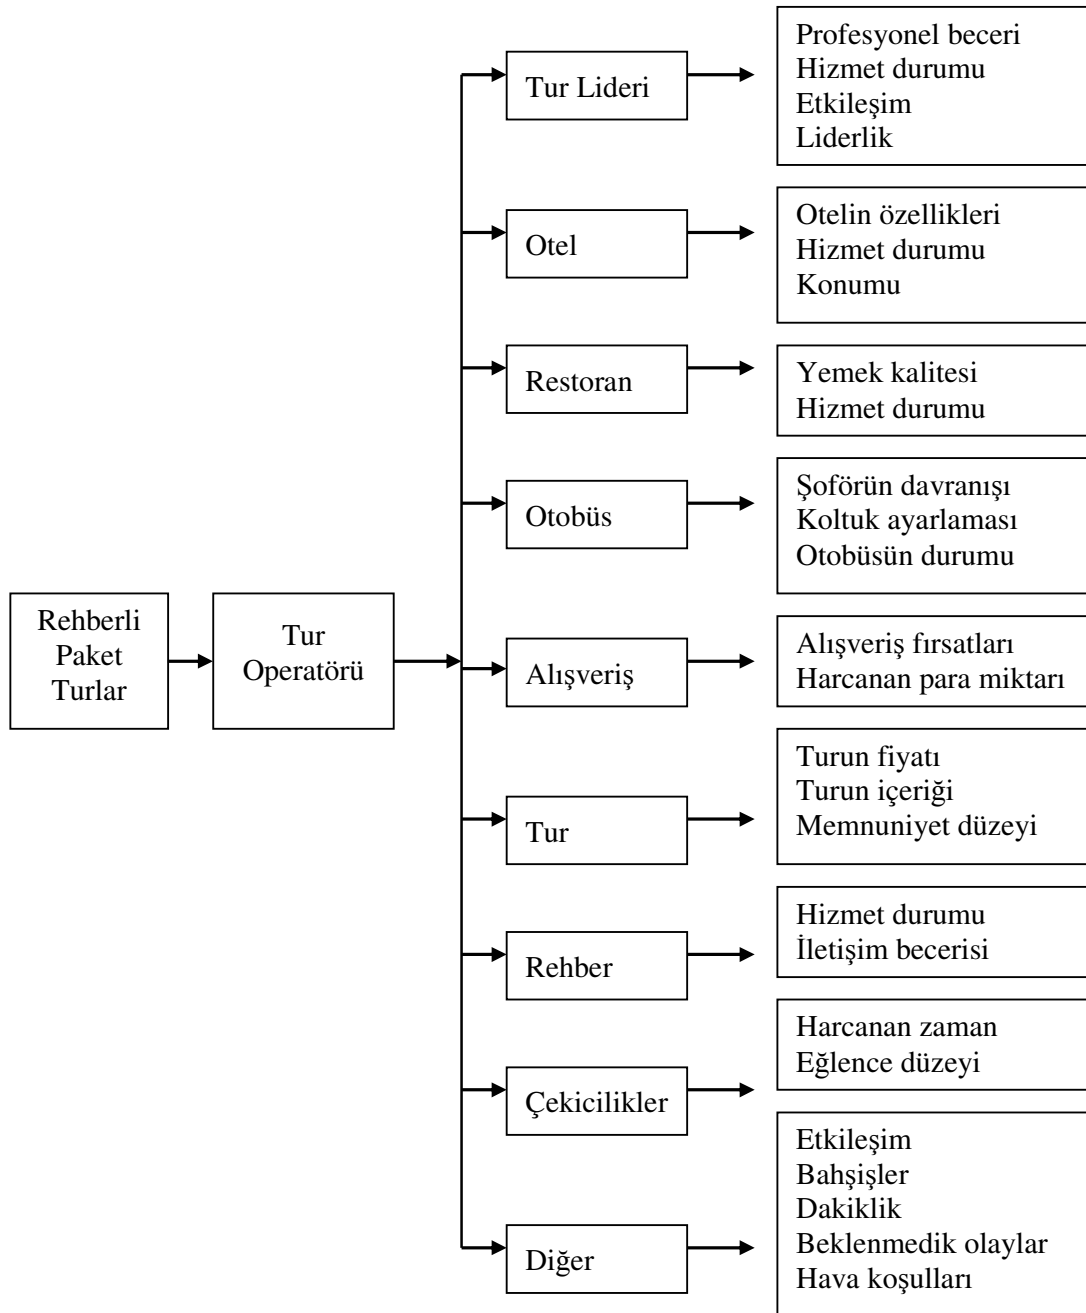 Rehberli
Paket
Turlar
Tur
Operatörü
Tur Lideri
Profesyonel beceri
Hizmet durumu
Etkileşim
Liderlik
Otel
Otelin özellikleri
Hizmet durumu
Konumu
Restoran
Yemek kalitesi
Hizmet durumu
Otobüs
Şoförün davranışı
Koltuk ayarlaması
Otobüsün durumu
Alışveriş
Alışveriş fırsatları
Harcanan para miktarı
Tur
Turun fiyatı
Turun içeriği
Memnuniyet düzeyi
Rehber
Hizmet durumu
İletişim becerisi
Çekicilikler
Harcanan zaman
Eğlence düzeyi
Diğer
Etkileşim
Bahşişler
Dakiklik
Beklenmedik olaylar
Hava koşulları